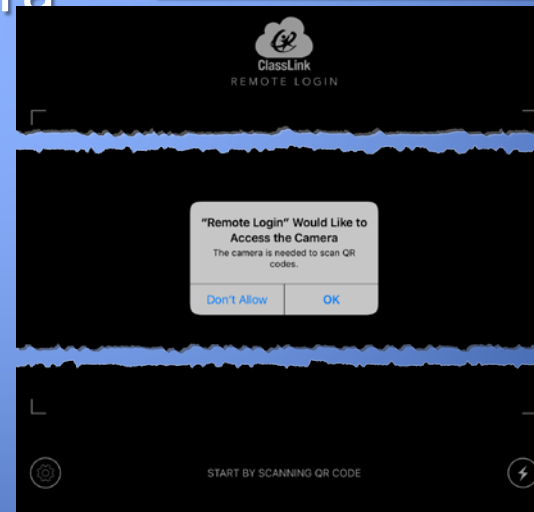 ClassLink
REMOTE LOGIN
“Remote Login” Would Like to
Access the Camera
The camera is needed to scan QR
codes.
Don't Allow OK
START BY SCANNING QR CODE